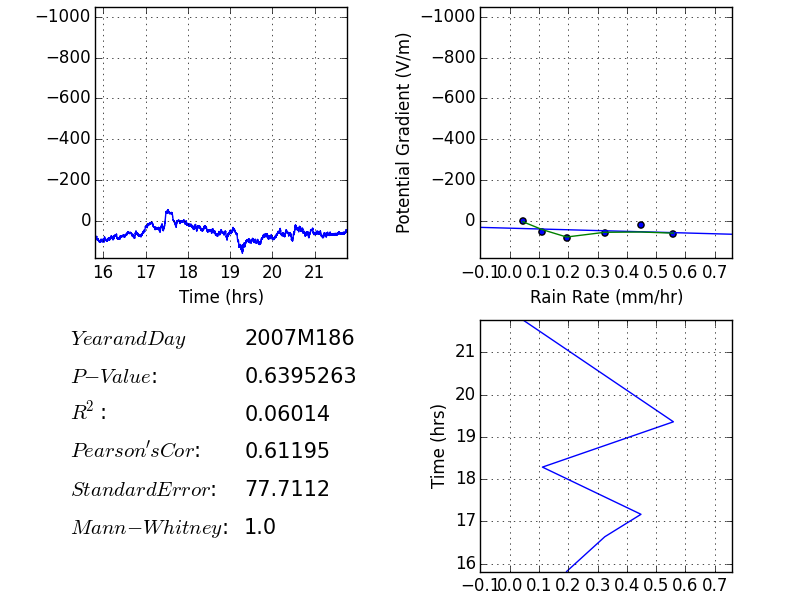 −1000
−800
−600
−400
−200
0
16 17 18 19 20 21
Time (hrs)
Potential Gradient (V/m)
−1000
−800
−600
−400
−200
0
−0.1 0.0 0.1 0.2 0.3 0.4 0.5 0.6 0.7
Rain Rate (mm/hr)
YearandDay 2007M186
P−Value: 0.6395263
R²: 0.06014
Pearson'sCor: 0.61195
StandardError: 77.7112
Mann−Whitney: 1.0
Time (hrs)
21
20
19
18
17
16
−0.1 0.0 0.1 0.2 0.3 0.4 0.5 0.6 0.7